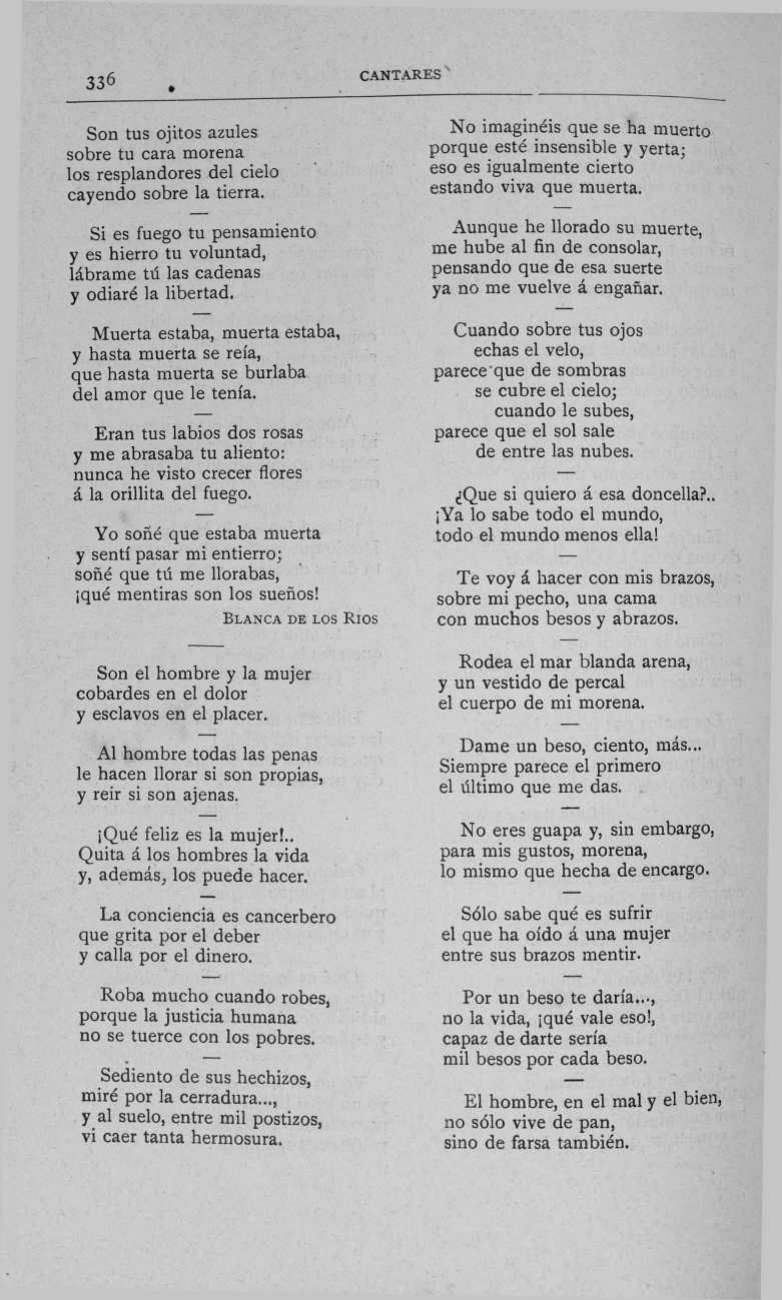 336
CANTARES
Son tus ojitos azules
sobre tu cara morena
los resplandores del cielo
cayendo sobre la tierra.
—
Si es fuego tu pensamiento
y es hierro tu voluntad,
lábrame tú las cadenas
y odiaré la libertad.
—
Muerta estaba, muerta estaba,
y hasta muerta se reía,
que hasta muerta se burlaba
del amor que le tenía.
—
Eran tus labios dos rosas
y me abrasaba tu aliento:
nunca he visto crecer flores
á la orillita del fuego.
—
Yo soñé que estaba muerta
y sentí pasar mi entierro;
soñé que tú me llorabas,
¡qué mentiras son los sueños!
BLANCA DE LOS RIOS
—
Son el hombre y la mujer
cobardes en el dolor
y esclavos en el placer.
—
Al hombre todas las penas
le hacen llorar si son propias,
y reir si son ajenas.
—
¡Qué feliz es la mujer!..
Quita á los hombres la vida
y, además, los puede hacer.
—
La conciencia es cancerbero
que grita por el deber
y calla por el dinero.
—
Roba mucho cuando robes,
porque la justicia humana
no se tuerce con los pobres.
—
Sediento de sus hechizos,
miré por la cerradura...,
y al suelo, entre mil postizos,
vi caer tanta hermosura.
No imaginéis que se ha muerto
porque esté insensible y yerta;
eso es igualmente cierto
estando viva que muerta.
—
Aunque he llorado su muerte,
me hube al fin de consolar,
pensando que de esa suerte
ya no me vuelve á engañar.
—
Cuando sobre tus ojos
echas el velo,
parece que de sombras
se cubre el cielo;
cuando le subes,
parece que el sol sale
de entre las nubes.
—
¿Que si quiero á esa doncella?..
¡Ya lo sabe todo el mundo,
todo el mundo menos ella!
—
Te voy á hacer con mis brazos,
sobre mi pecho, una cama
con muchos besos y abrazos.
—
Rodea el mar blanda arena,
y un vestido de percal
el cuerpo de mi morena.
—
Dame un beso, ciento, más...
Siempre parece el primero
el último que me das.
—
No eres guapa y, sin embargo,
para mis gustos, morena,
lo mismo que hecha de encargo.
—
Sólo sabe qué es sufrir
el que ha oído á una mujer
entre sus brazos mentir.
—
Por un beso te daría...,
no la vida, ¡qué vale eso!,
capaz de darte sería
mil besos por cada beso.
—
El hombre, en el mal y el bien,
no sólo vive de pan,
sino de farsa también.